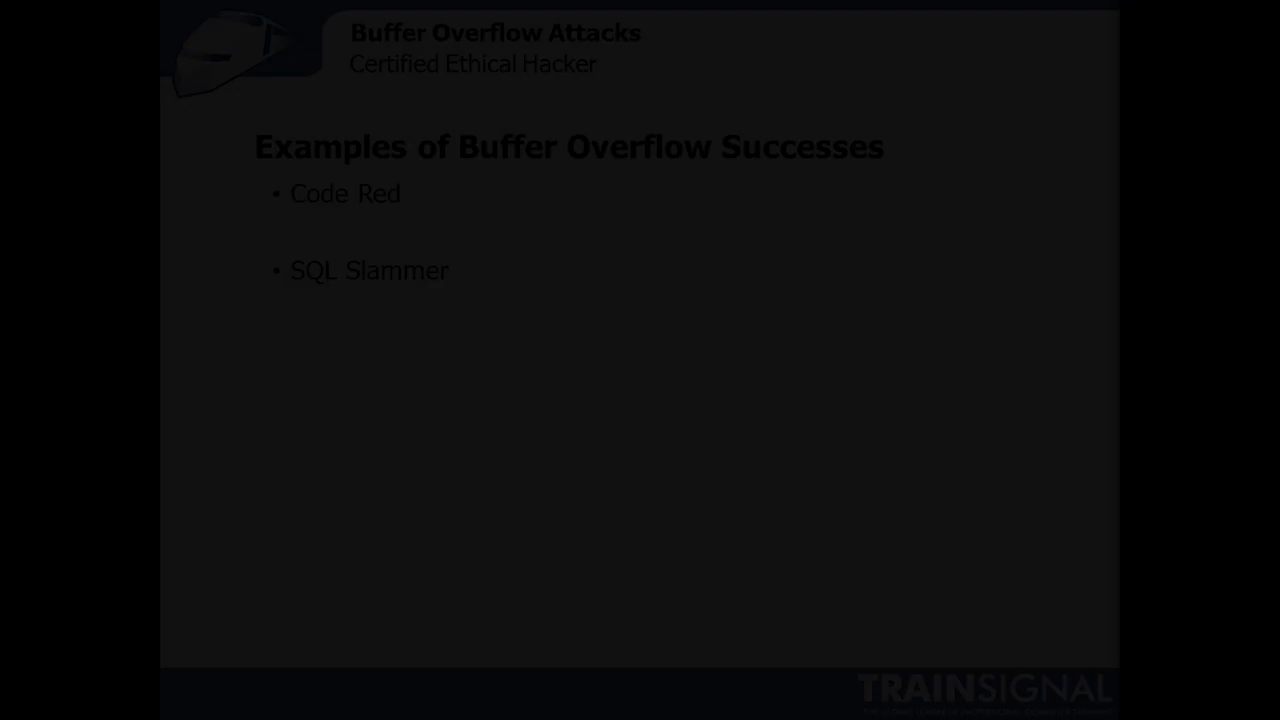 Buffer Overflow Attacks
Certified Ethical Hacker
Examples of Buffer Overflow Successes
• Code Red
• SQL Slammer
TRAINSIGNAL